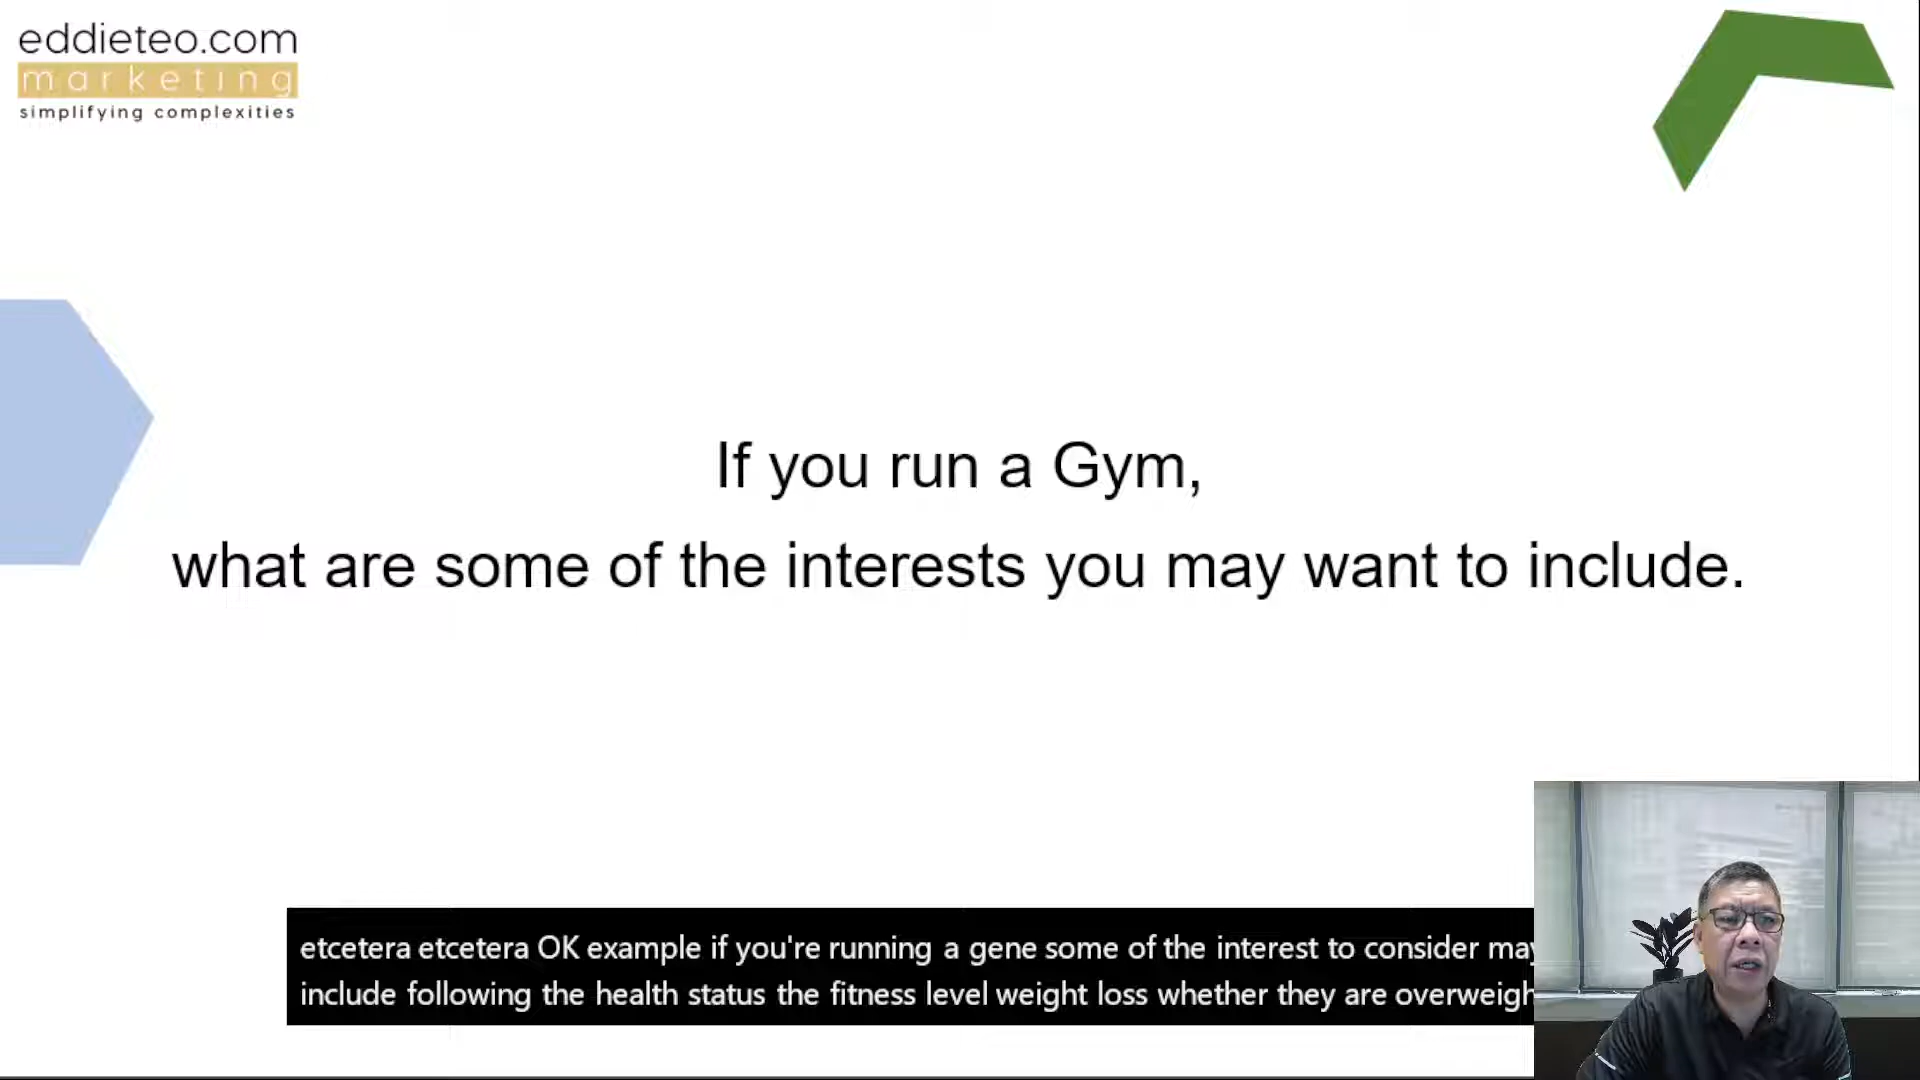 eddieteo.com
marketing
simplifying complexities
If you run a Gym,
what are some of the interests you may want to include.
etcetera etcetera OK example if you're running a gene some of the interest to consider may
include following the health status the fitness level weight loss whether they are overweigh